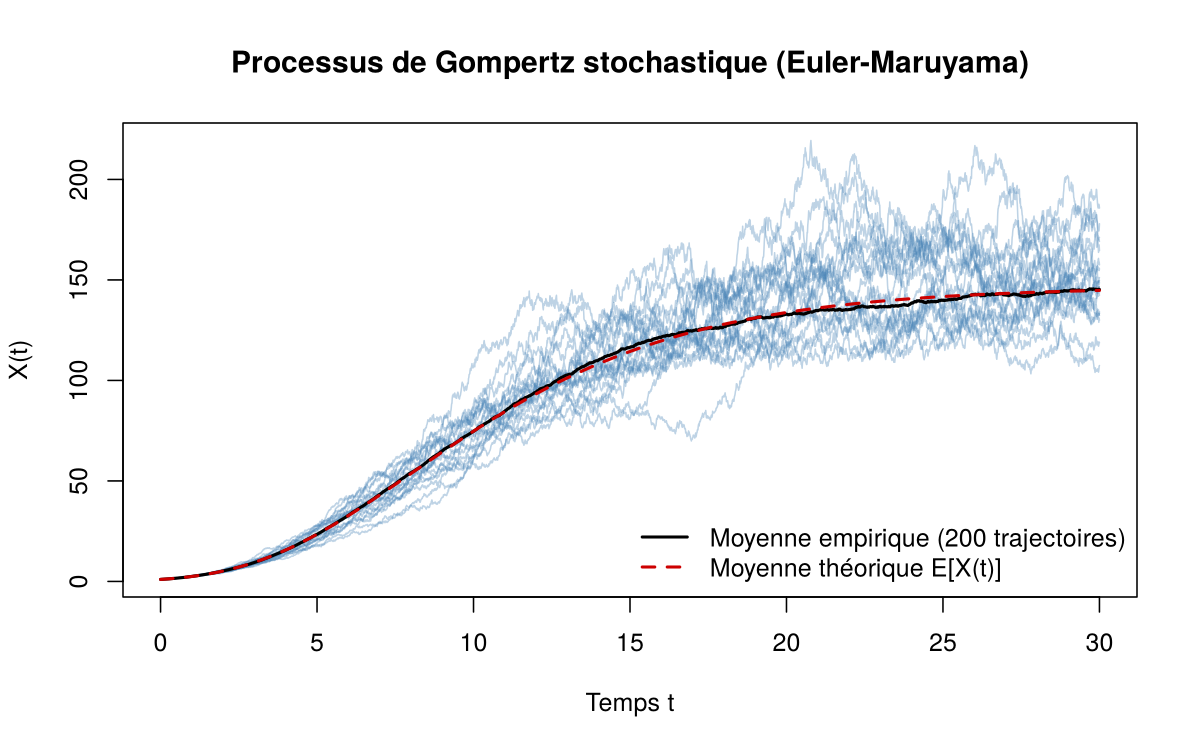 Processus de Gompertz stochastique (Euler-Maruyama)
200
150
100
50
0
X(t)
Moyenne empirique (200 trajectoires)
Moyenne théorique E[X(t)]
0 5 10 15 20 25 30
Temps t